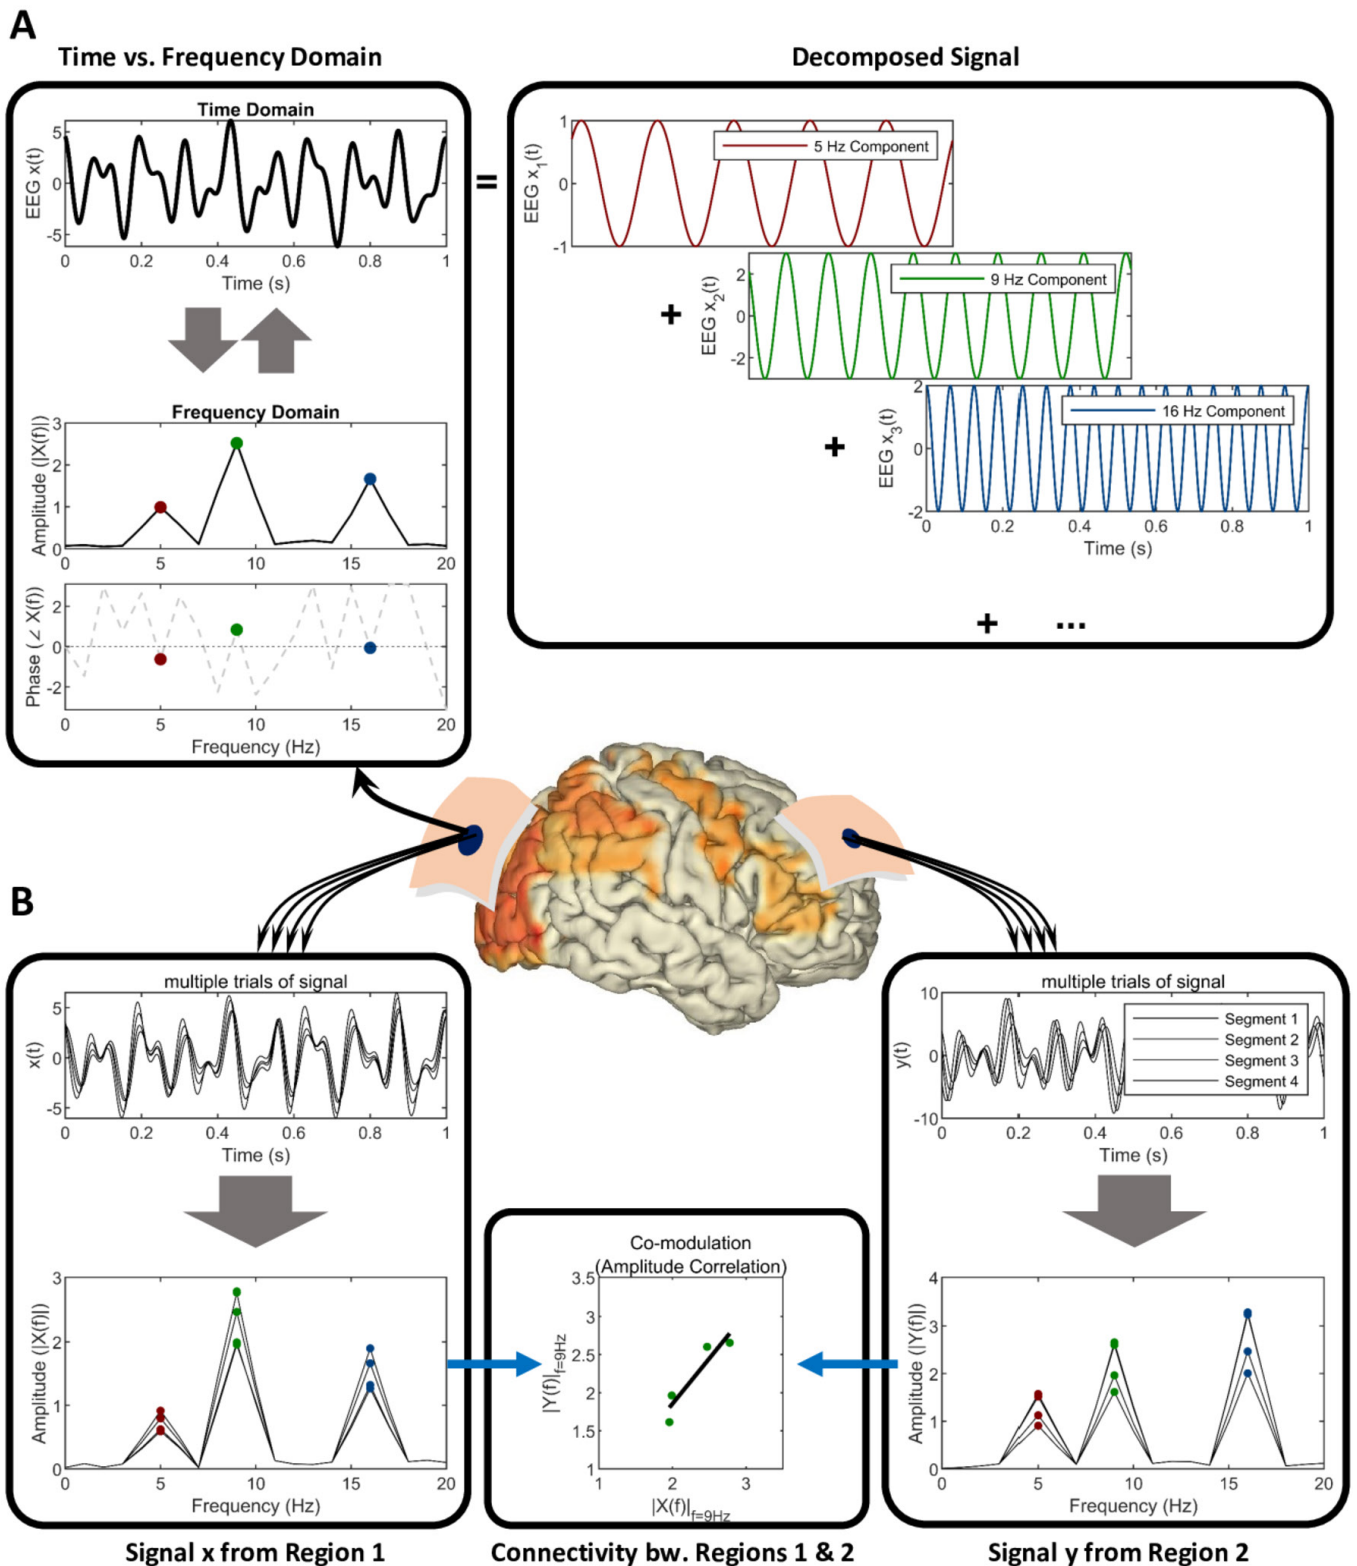 A
Time vs. Frequency Domain
Decomposed Signal
Time Domain
EEG x(t)
5
0
-5
0 0.2 0.4 0.6 0.8 1
Time (s)
=
EEG x1(t)
1
0
-1
5 Hz Component
+
EEG x2(t)
2
0
-2
9 Hz Component
+
EEG x3(t)
2
0
-2
16 Hz Component
0 0.2 0.4 0.6 0.8 1
Time (s)
+ ...
Frequency Domain
Amplitude (|X(f)|)
3
2
1
0
0 5 10 15 20
Phase (∠ X(f))
2
0
-2
0 5 10 15 20
Frequency (Hz)
B
multiple trials of signal
x(t)
5
0
-5
0 0.2 0.4 0.6 0.8 1
Time (s)
Amplitude (|X(f)|)
3
2
1
0
0 5 10 15 20
Frequency (Hz)
Signal x from Region 1
Co-modulation
(Amplitude Correlation)
|Y(f)|f=9Hz
3.5
3
2.5
2
1.5
1
1 2 3
|X(f)|f=9Hz
Connectivity bw. Regions 1 & 2
multiple trials of signal
y(t)
10
0
-10
Segment 1
Segment 2
Segment 3
Segment 4
0 0.2 0.4 0.6 0.8 1
Time (s)
Amplitude (|Y(f)|)
4
3
2
1
0
0 5 10 15 20
Frequency (Hz)
Signal y from Region 2